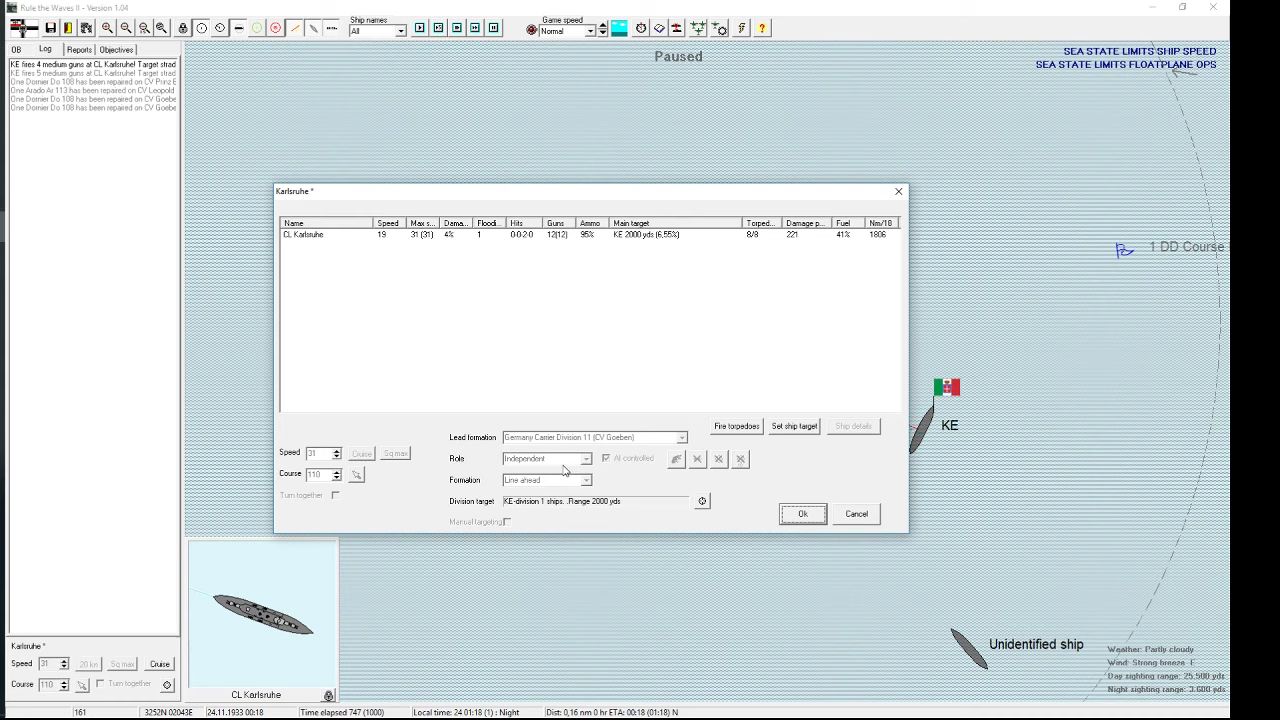 Rule the Waves II - Version 1.04
Ship names
All
Game speed
Normal
OB Log Reports Objectives
KE fires 4 medium guns at CL Karlsruhe! Target strad
KE fires 5 medium guns at CL Karlsruhe! Target strad
One Dornier Do 108 has been repaired on CV Prinz E
One Arado Ar 113 has been repaired on CV Leopold
One Dornier Do 108 has been repaired on CV Goebe
One Dornier Do 108 has been repaired on CV Goebe
Paused
SEA STATE LIMITS SHIP SPEED
SEA STATE LIMITS FLOATPLANE OPS
1 DD Course
KE
Unidentified ship
Weather: Partly cloudy
Wind: Strong breeze E
Day sighting range: 25.500 yds
Night sighting range: 3.600 yds
Karlsruhe *
Name Speed Max s... Dama... Floodi... Hits Guns Ammo Main target Torped... Damage p... Fuel Nm/18
CL Karlsruhe 19 31 (31) 4% 1 0-0-2-0 12(12) 95% KE 2000 yds (6,55%) 8/8 221 41% 1806
Speed 31 Cruise Sq max
Course 110
Turn together
Lead formation Germany Carrier Division 11 (CV Goeben)
Role Independent AI controlled
Formation Line ahead
Division target KE-division 1 ships. .Range 2000 yds
Manual targeting
Fire torpedoes Set ship target Ship details
Ok Cancel
Karlsruhe *
Speed 31 20 kn Sq max Cruise
Course 110 Turn together
CL Karlsruhe
161 3252N 02043E 24.11.1933 00:18 Time elapsed 747 (1000) Local time: 24 01:18 (1) : Night Dist: 0,16 nm 0 hr ETA: 00:18 (01:18) N